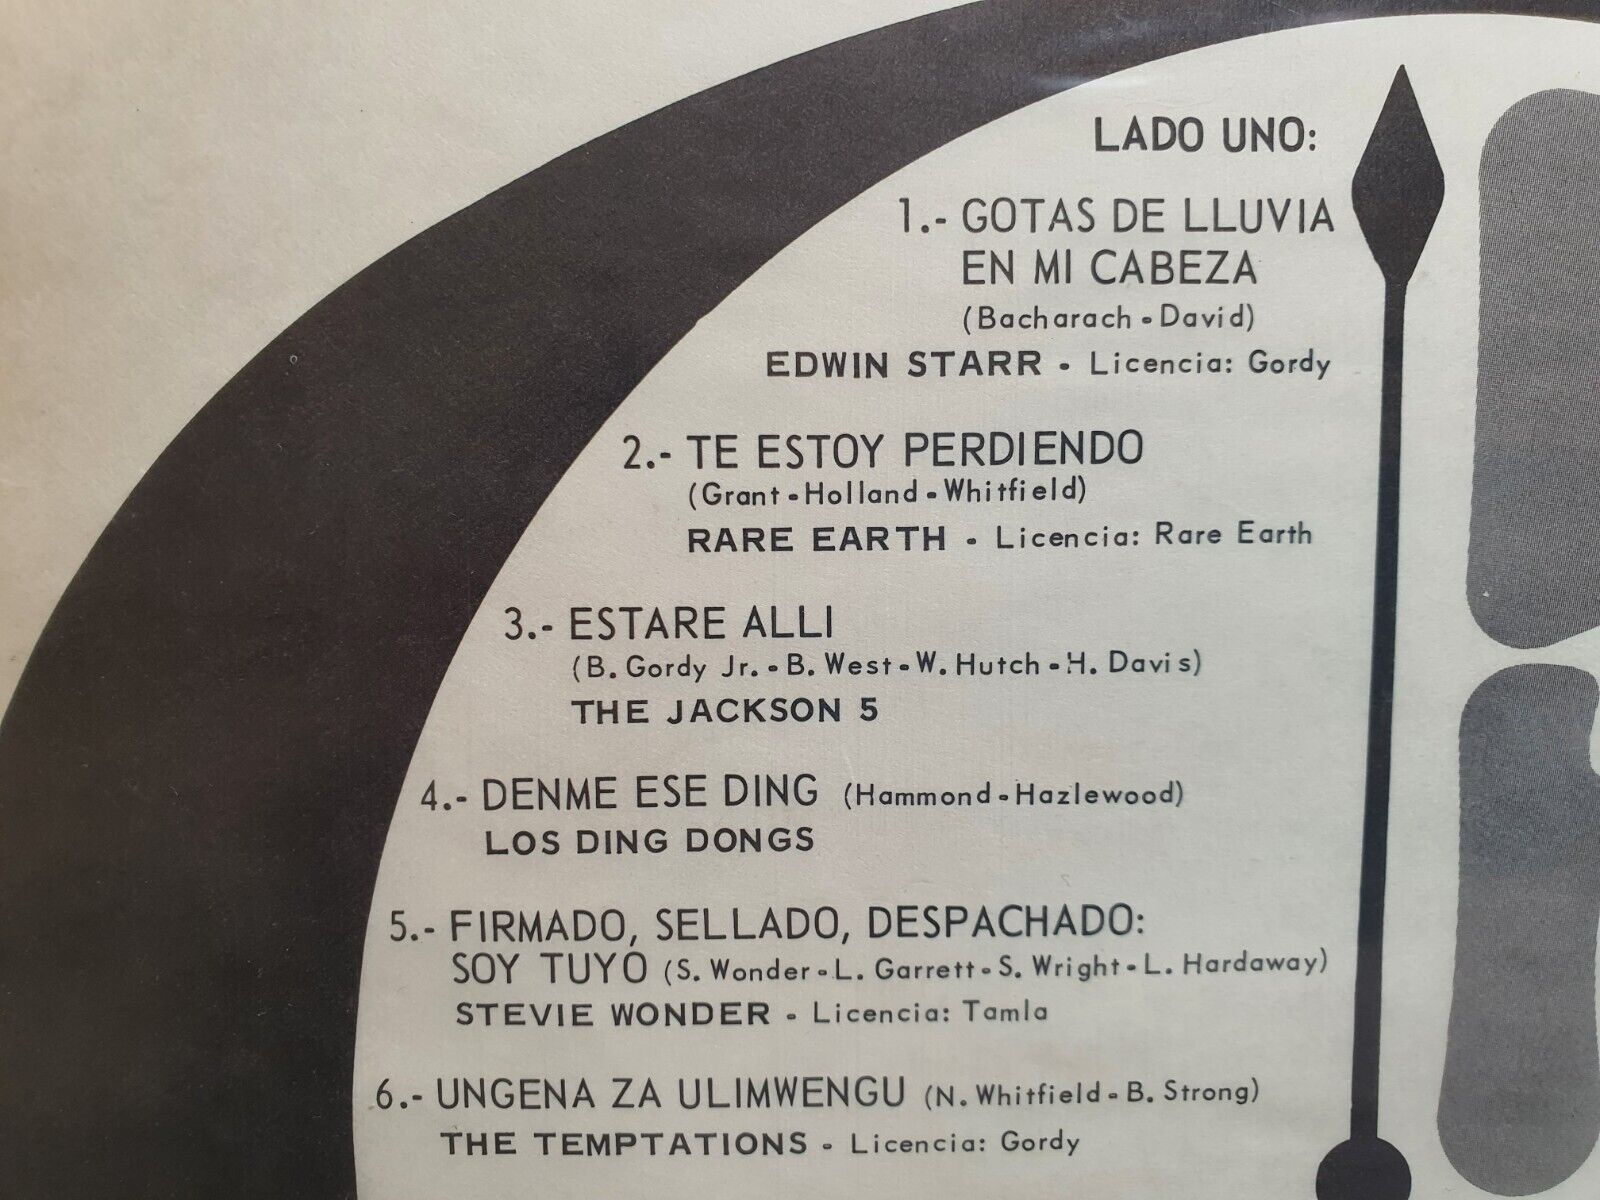 LADO UNO:
1.- GOTAS DE LLUVIA
EN MI CABEZA
(Bacharach - David)
EDWIN STARR - Licencia: Gordy
2.- TE ESTOY PERDIENDO
(Grant - Holland - Whitfield)
RARE EARTH - Licencia: Rare Earth
3.- ESTARE ALLI
(B. Gordy Jr. - B. West - W. Hutch - H. Davis)
THE JACKSON 5
4.- DENME ESE DING (Hammond - Hazlewood)
LOS DING DONGS
5.- FIRMADO, SELLADO, DESPACHADO:
SOY TUYO (S. Wonder - L. Garrett - S. Wright - L. Hardaway)
STEVIE WONDER - Licencia: Tamla
6.- UNGENA ZA ULIMWENGU (N. Whitfield - B. Strong)
THE TEMPTATIONS - Licencia: Gordy